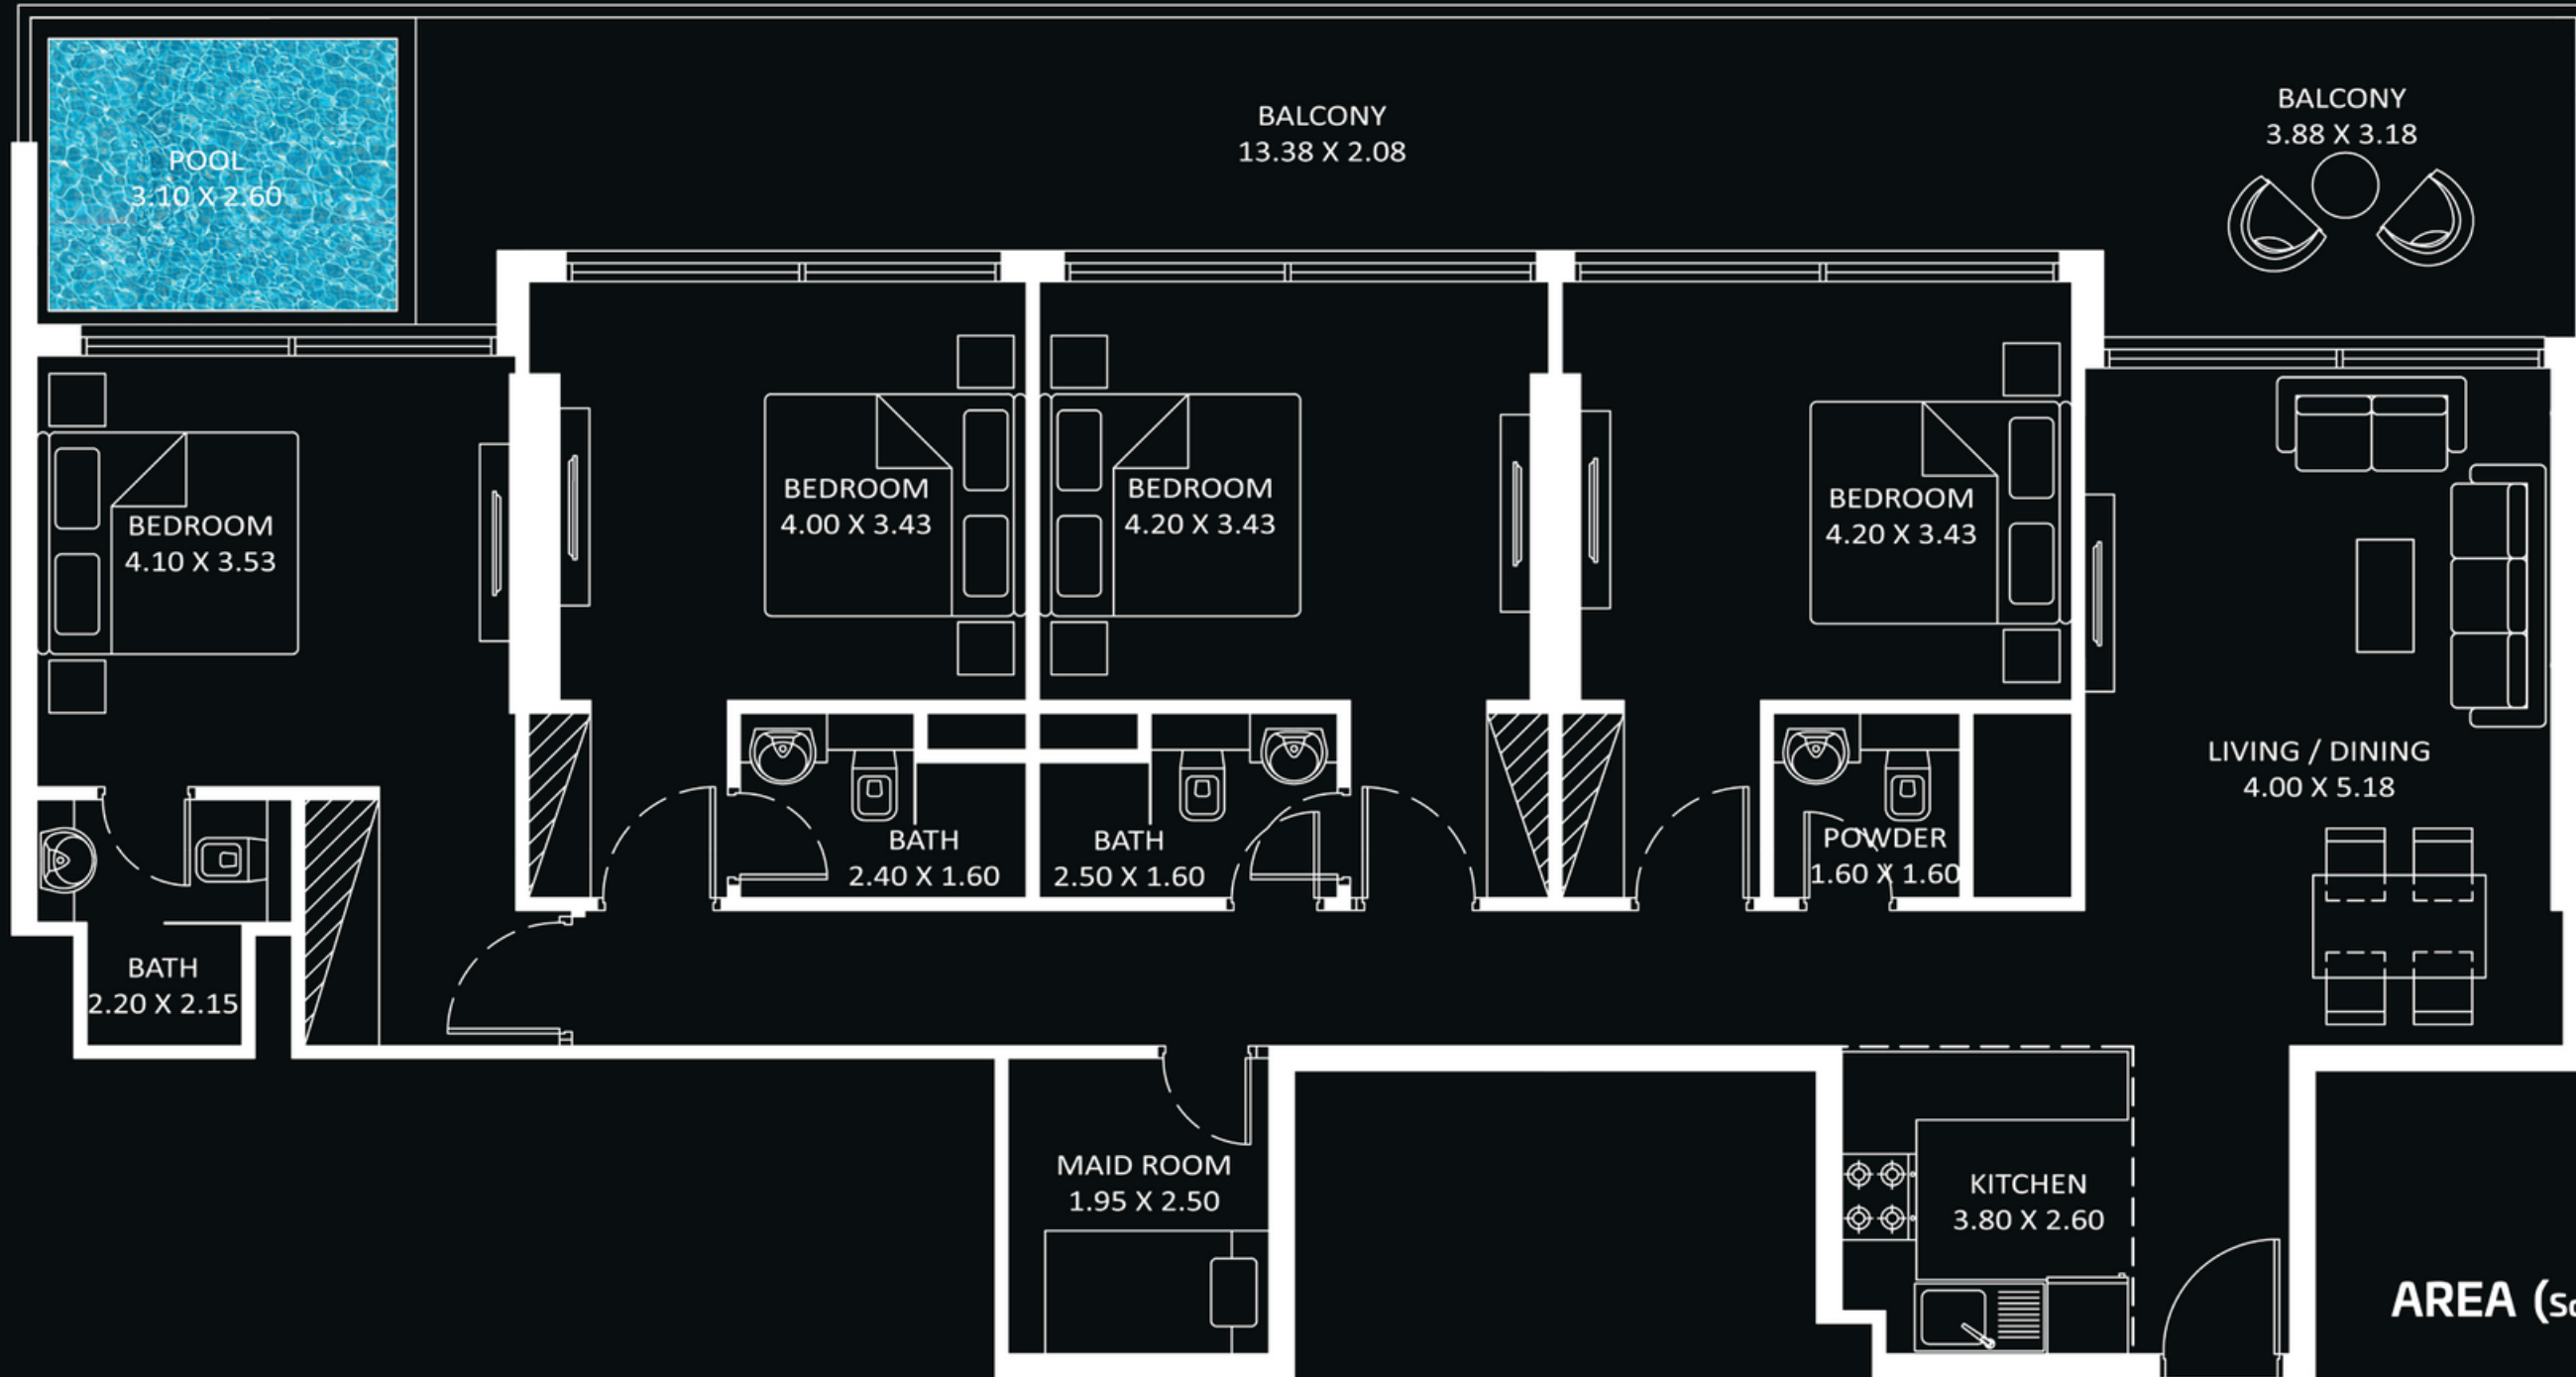 BALCONY
3.88 X 3.18
BALCONY
13.38 X 2.08
POOL
3.10 X 2.60
BEDROOM
4.10 X 3.53
BEDROOM
4.00 X 3.43
BEDROOM
4.20 X 3.43
BEDROOM
4.20 X 3.43
LIVING / DINING
4.00 X 5.18
BATH
2.40 X 1.60
BATH
2.50 X 1.60
POWDER
1.60 X 1.60
BATH
2.20 X 2.15
MAID ROOM
1.95 X 2.50
KITCHEN
3.80 X 2.60
AREA (